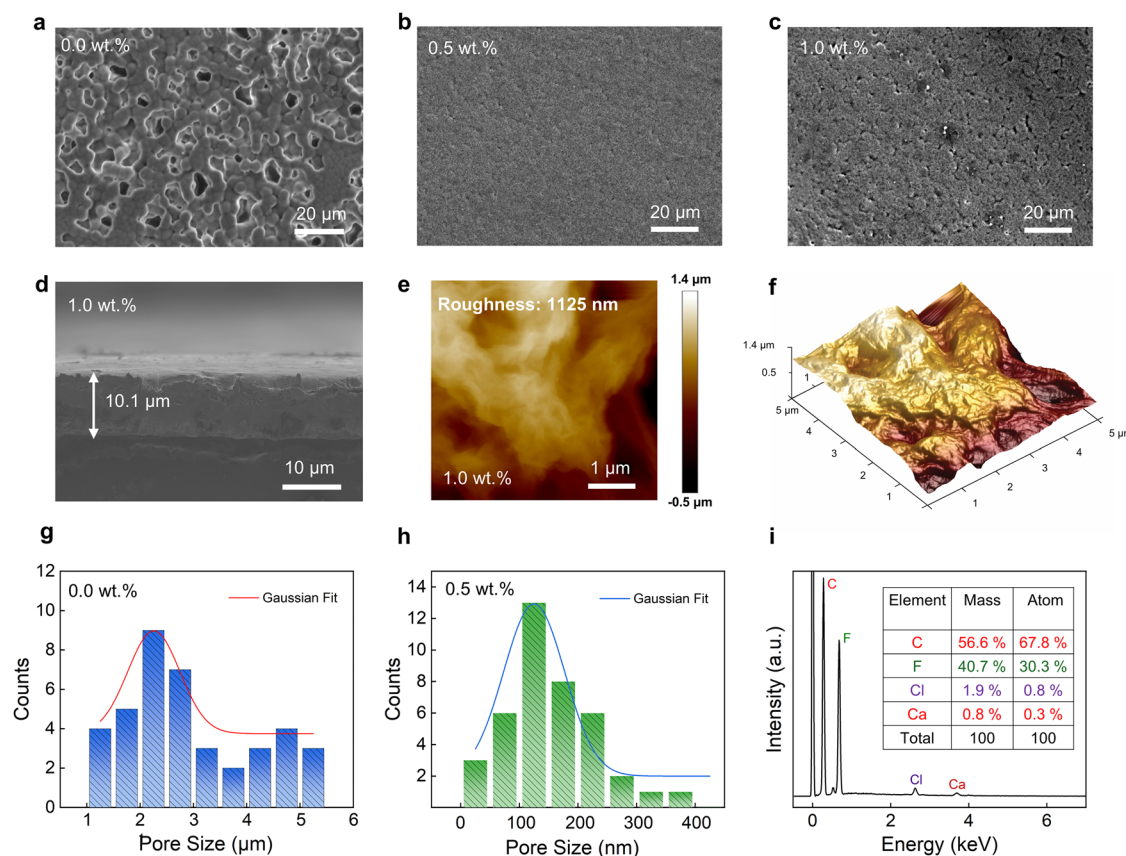 a
0.0 wt.%
20 μm
b
0.5 wt.%
20 μm
c
1.0 wt.%
20 μm
d
1.0 wt.%
10.1 μm
10 μm
e
Roughness: 1125 nm
1.0 wt.%
1 μm
1.4 μm
-0.5 μm
f
1.4 μm
0.5
1
5 μm
4
3
2
1
1
2
3
4
5 μm
g
0.0 wt.%
Gaussian Fit
Counts
12
10
8
6
4
2
0
1 2 3 4 5 6
Pore Size (μm)
h
0.5 wt.%
Gaussian Fit
Counts
14
12
10
8
6
4
2
0 100 200 300 400
Pore Size (nm)
i
Intensity (a.u.)
C
F
Cl
Ca
Element Mass Atom
C 56.6 % 67.8 %
F 40.7 % 30.3 %
Cl 1.9 % 0.8 %
Ca 0.8 % 0.3 %
Total 100 100
0 2 4 6
Energy (keV)